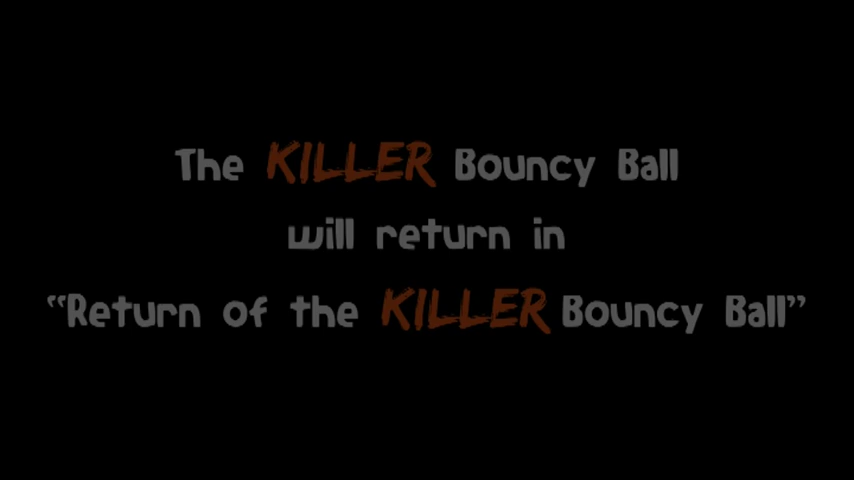 The KILLER Bouncy Ball
will return in
“Return of the KILLER Bouncy Ball”